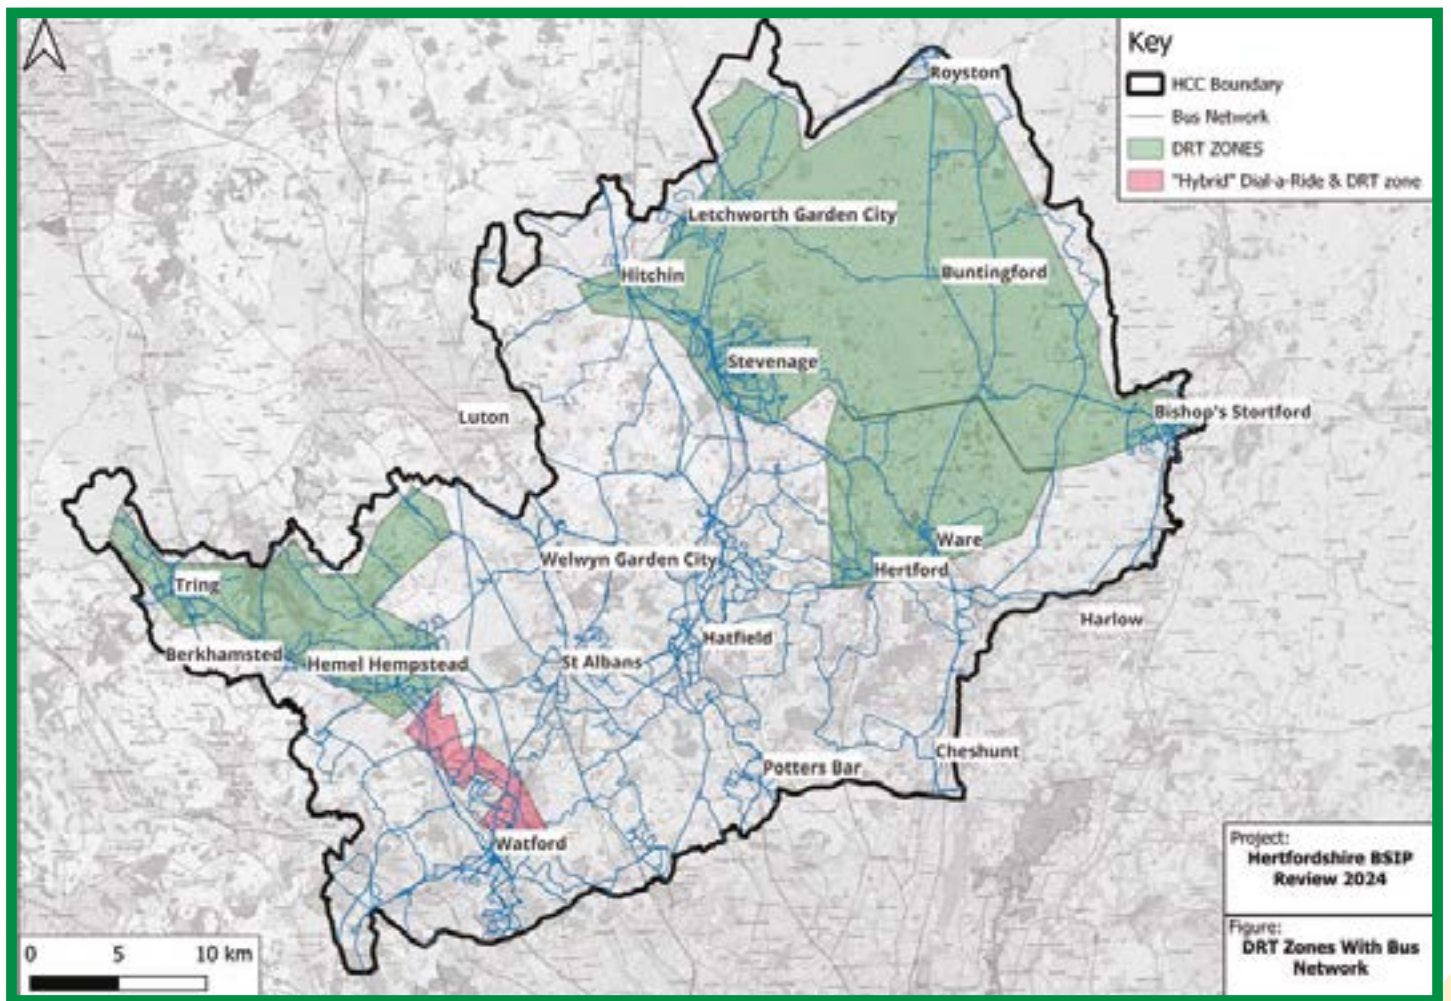 Key
HCC Boundary
Bus Network
DRT ZONES
"Hybrid" Dial-a-Ride & DRT zone
Royston
Letchworth Garden City
Hitchin
Buntingford
Stevenage
Luton
Bishop's Stortford
Ware
Welwyn Garden City
Hertford
Tring
Harlow
Hatfield
Berkhamsted
Hemel Hempstead
St Albans
Cheshunt
Potters Bar
Watford
Project:
Hertfordshire BSIP
Review 2024
Figure:
DRT Zones With Bus
Network
0 5 10 km